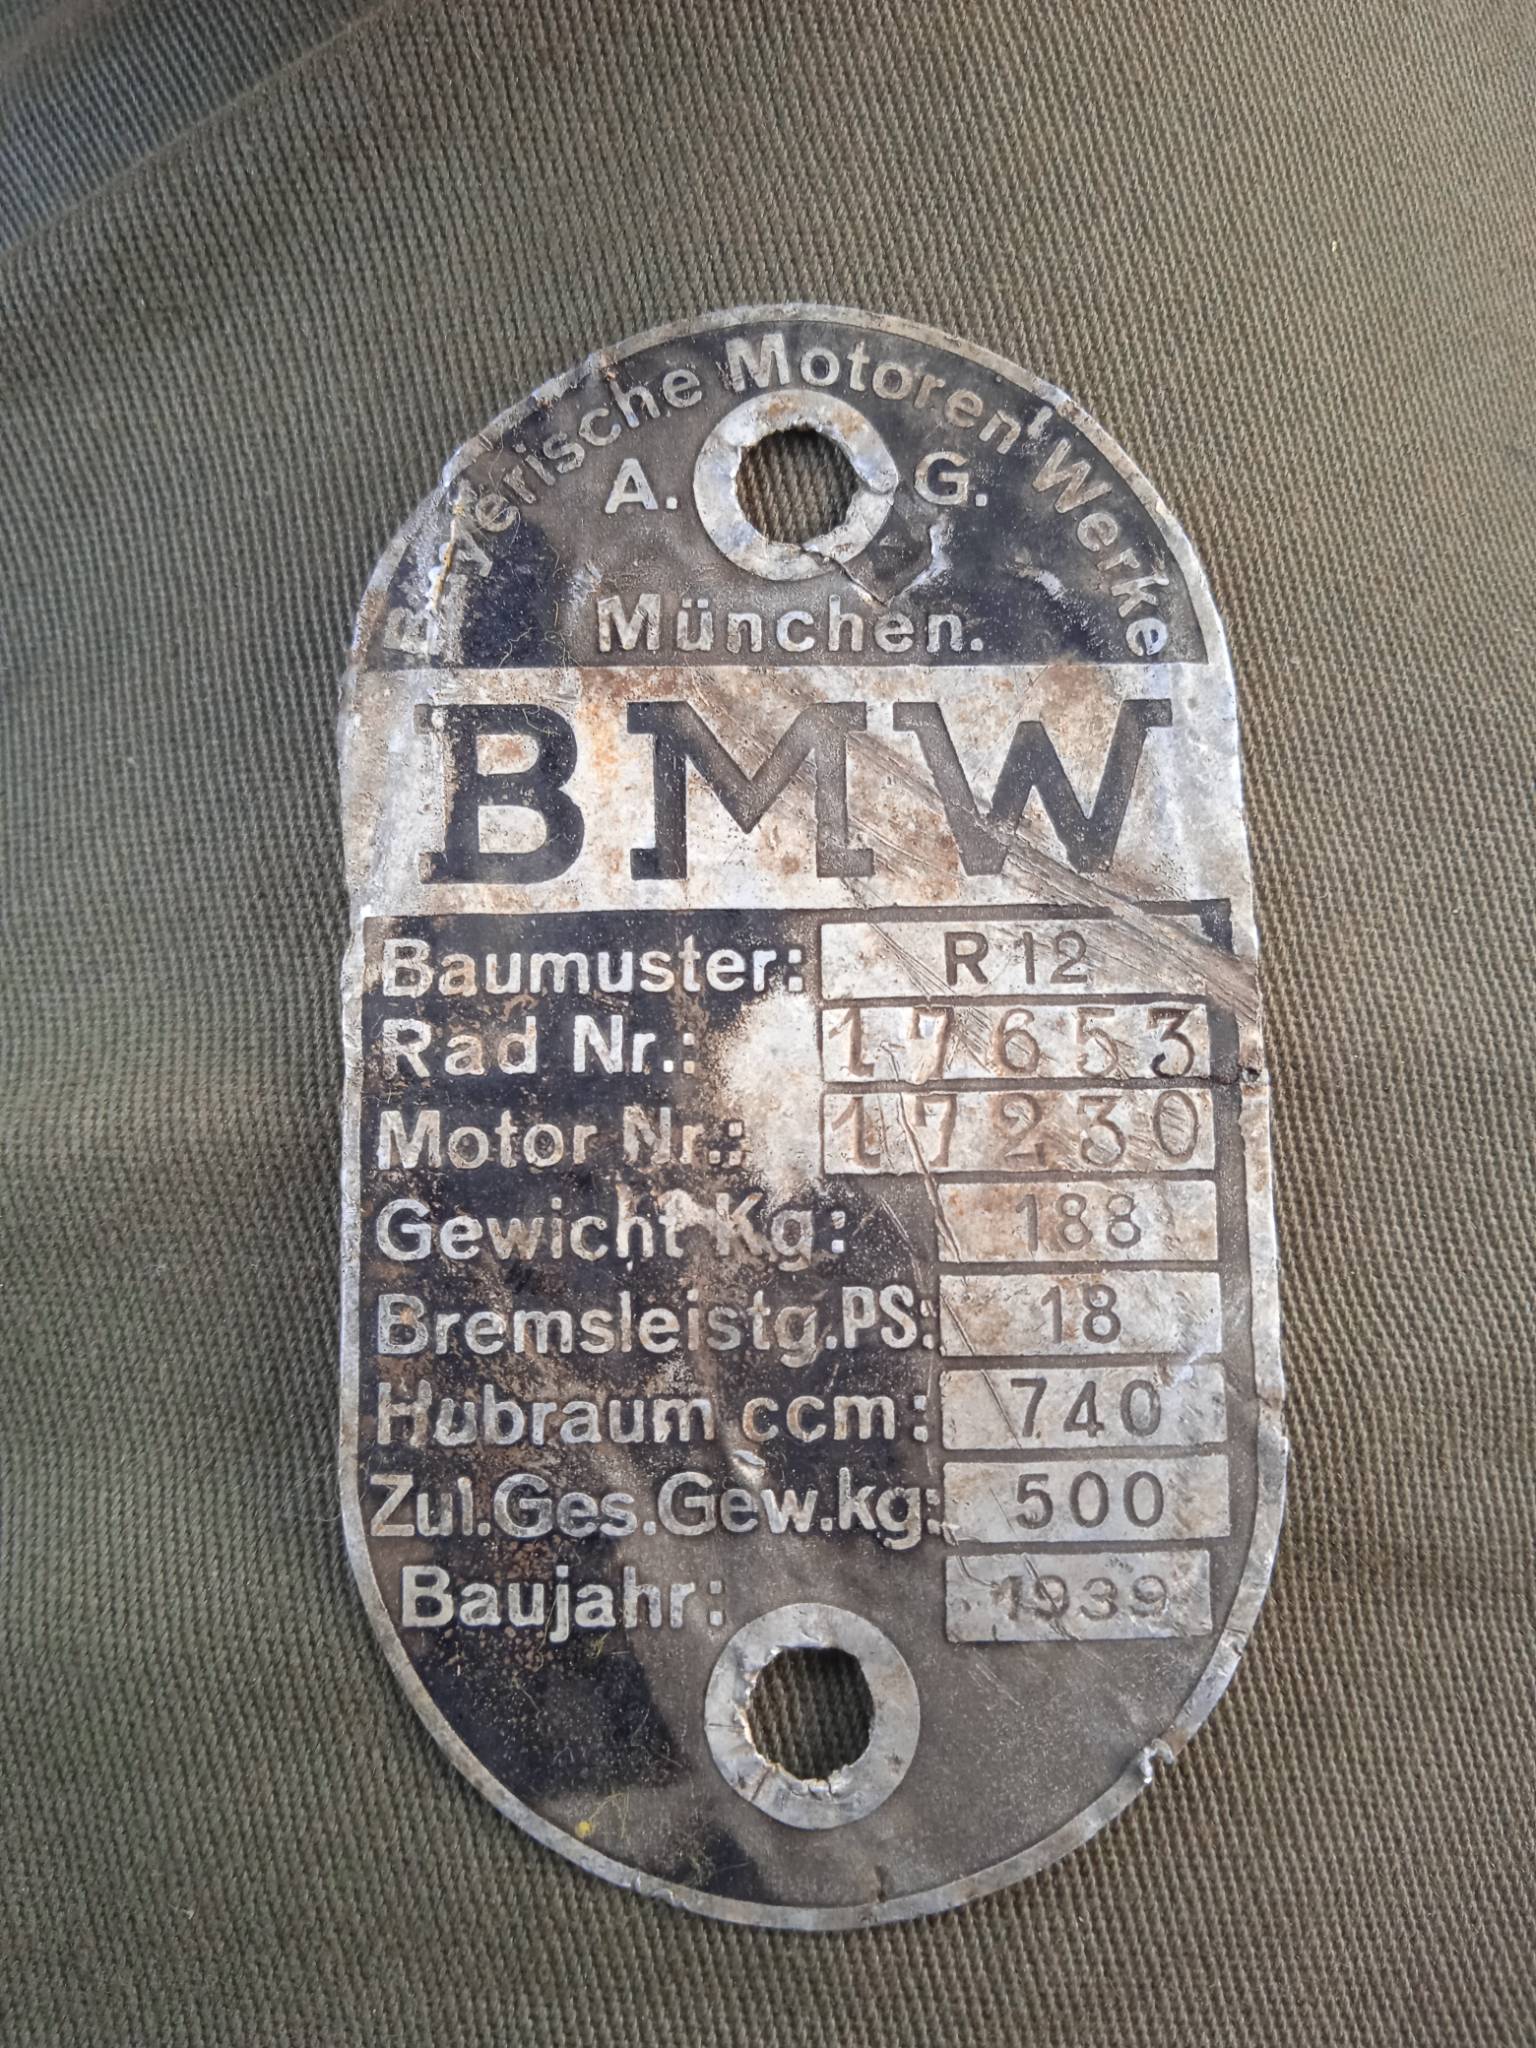 Bayerische Motoren Werke
A. G.
München.
BMW
Baumuster: R 12
Rad Nr.: 17653
Motor Nr.: 17230
Gewicht Kg: 188
Bremsleistg.PS: 18
Hubraum ccm: 740
Zul.Ges.Gew.kg: 500
Baujahr: 1939